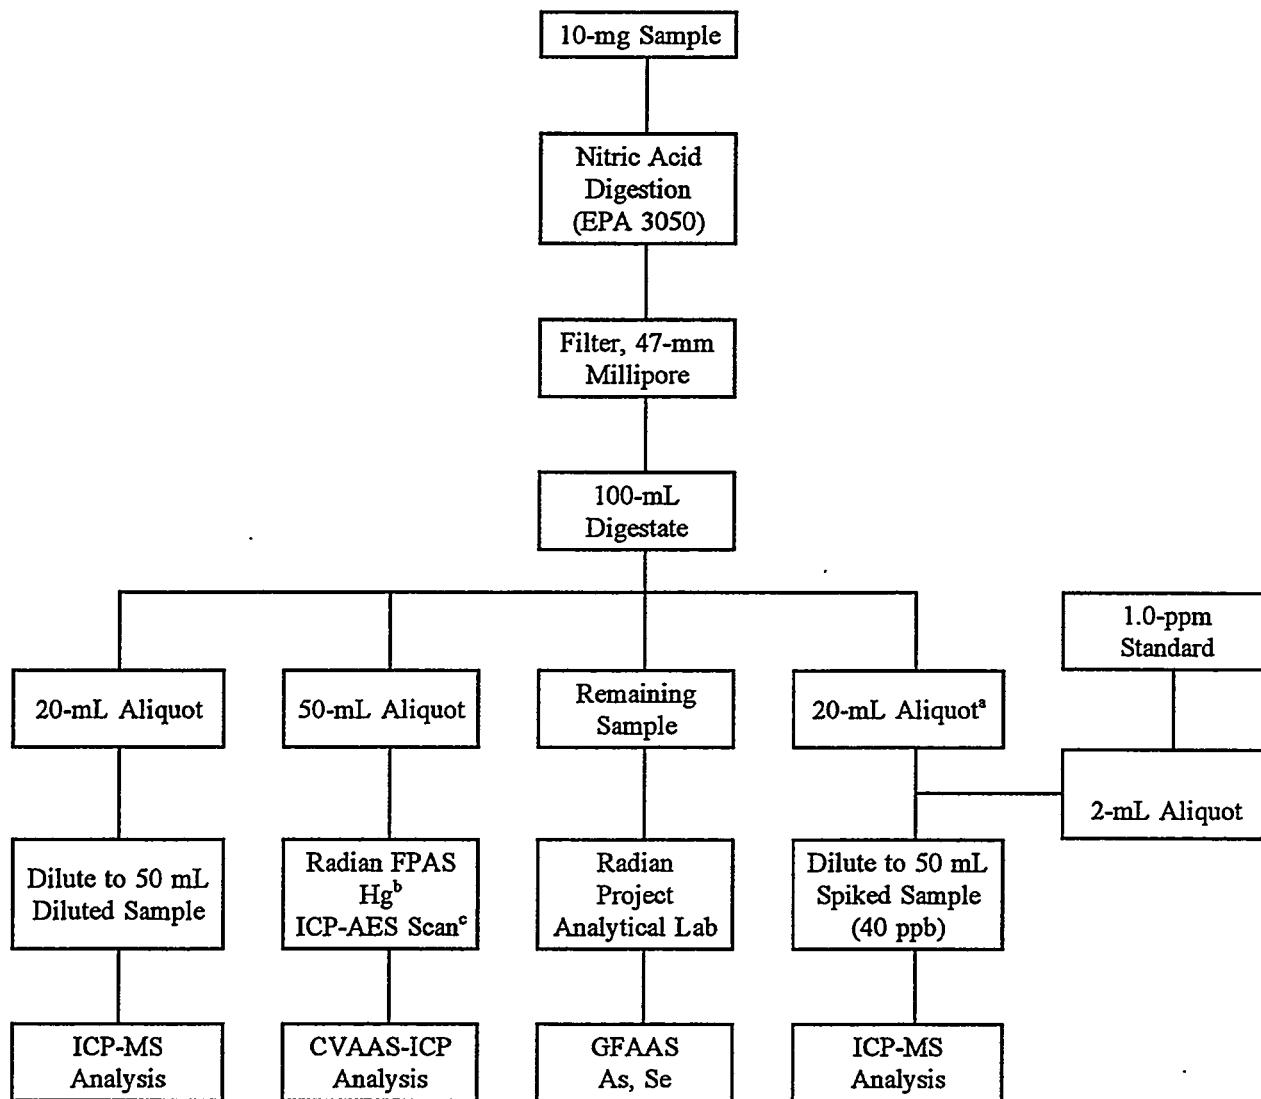 10-mg Sample
Nitric Acid
Digestion
(EPA 3050)
Filter, 47-mm
Millipore
100-mL
Digestate
1.0-ppm
Standard
20-mL Aliquot
50-mL Aliquot
Remaining
Sample
20-mL Aliquotᵃ
2-mL Aliquot
Dilute to 50 mL
Diluted Sample
Radian FPAS
Hgᵇ
ICP-AES Scanᶜ
Radian
Project
Analytical Lab
Dilute to 50 mL
Spiked Sample
(40 ppb)
ICP-MS
Analysis
CVAAS-ICP
Analysis
GFAAS
As, Se
ICP-MS
Analysis